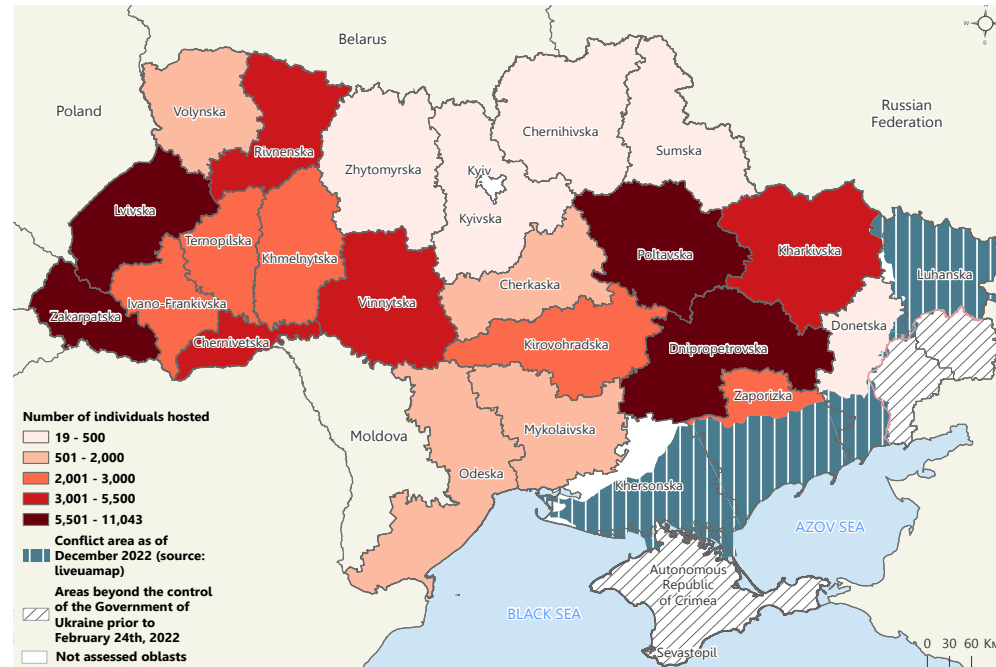 Belarus
Poland
Volynska
Rivnenska
Chernihivska
Russian
Federation
Zhytomyrska
Kyiv
Sumska
Kyivska
Lvivska
Ternopilska
Khmelnytska
Poltavska
Kharkivska
Cherkaska
Luhanska
Zakarpatska
Ivano-Frankivska
Vinnytska
Chernivetska
Kirovohradska
Dnipropetrovska
Donetska
Zaporizka
Moldova
Mykolaivska
Odeska
Khersonska
AZOV SEA
Autonomous
Republic
of Crimea
BLACK SEA
Sevastopil
Number of individuals hosted
19 - 500
501 - 2,000
2,001 - 3,000
3,001 - 5,500
5,501 - 11,043
Conflict area as of
December 2022 (source:
liveuamap)
Areas beyond the control
of the Government of
Ukraine prior to
February 24th, 2022
Not assessed oblasts
0 30 60 Km
W
S